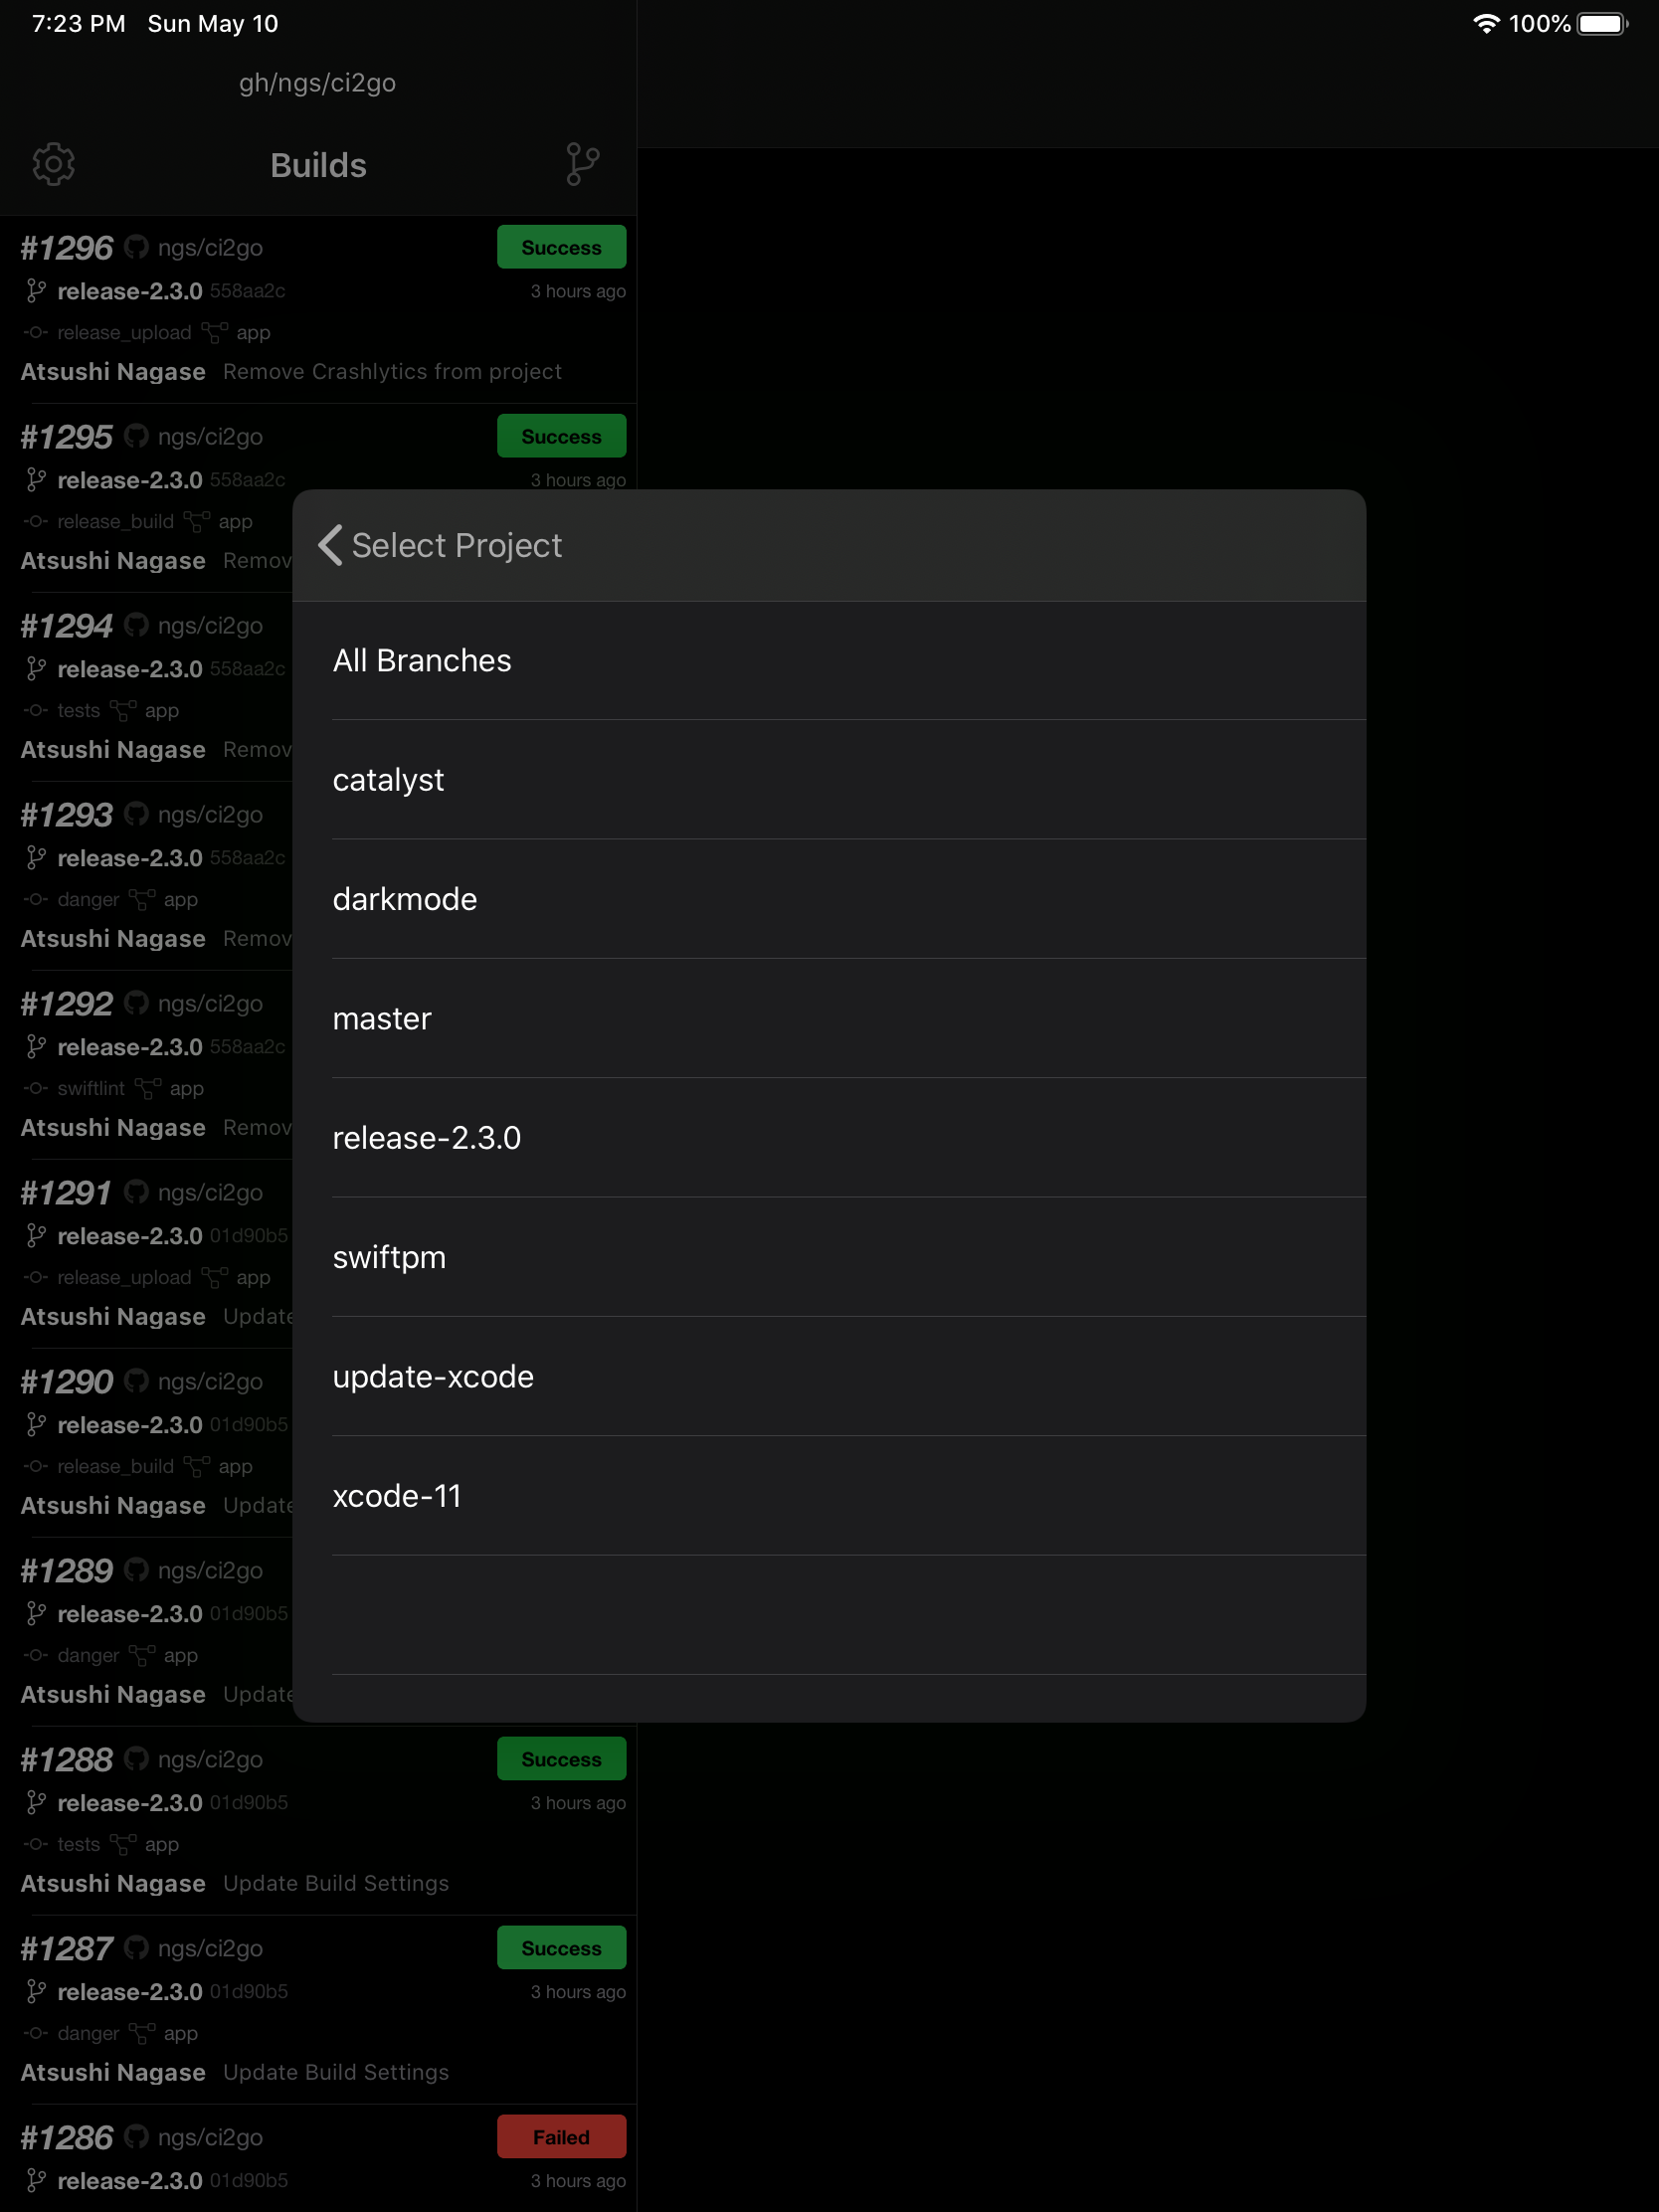 7:23 PM Sun May 10 100%
gh/ngs/ci2go
Builds
#1296 ngs/ci2go Success
release-2.3.0 558aa2c 3 hours ago
release_upload app
Atsushi Nagase Remove Crashlytics from project
#1295 ngs/ci2go Success
release-2.3.0 558aa2c 3 hours ago
release_build app
Atsushi Nagase Remov
#1294 ngs/ci2go
release-2.3.0 558aa2c
tests app
Atsushi Nagase Remov
#1293 ngs/ci2go
release-2.3.0 558aa2c
danger app
Atsushi Nagase Remov
#1292 ngs/ci2go
release-2.3.0 558aa2c
swiftlint app
Atsushi Nagase Remov
#1291 ngs/ci2go
release-2.3.0 01d90b5
release_upload app
Atsushi Nagase Update
#1290 ngs/ci2go
release-2.3.0 01d90b5
release_build app
Atsushi Nagase Update
#1289 ngs/ci2go
release-2.3.0 01d90b5
danger app
Atsushi Nagase Update
#1288 ngs/ci2go Success
release-2.3.0 01d90b5 3 hours ago
tests app
Atsushi Nagase Update Build Settings
#1287 ngs/ci2go Success
release-2.3.0 01d90b5 3 hours ago
danger app
Atsushi Nagase Update Build Settings
#1286 ngs/ci2go Failed
release-2.3.0 01d90b5 3 hours ago
Select Project
All Branches
catalyst
darkmode
master
release-2.3.0
swiftpm
update-xcode
xcode-11